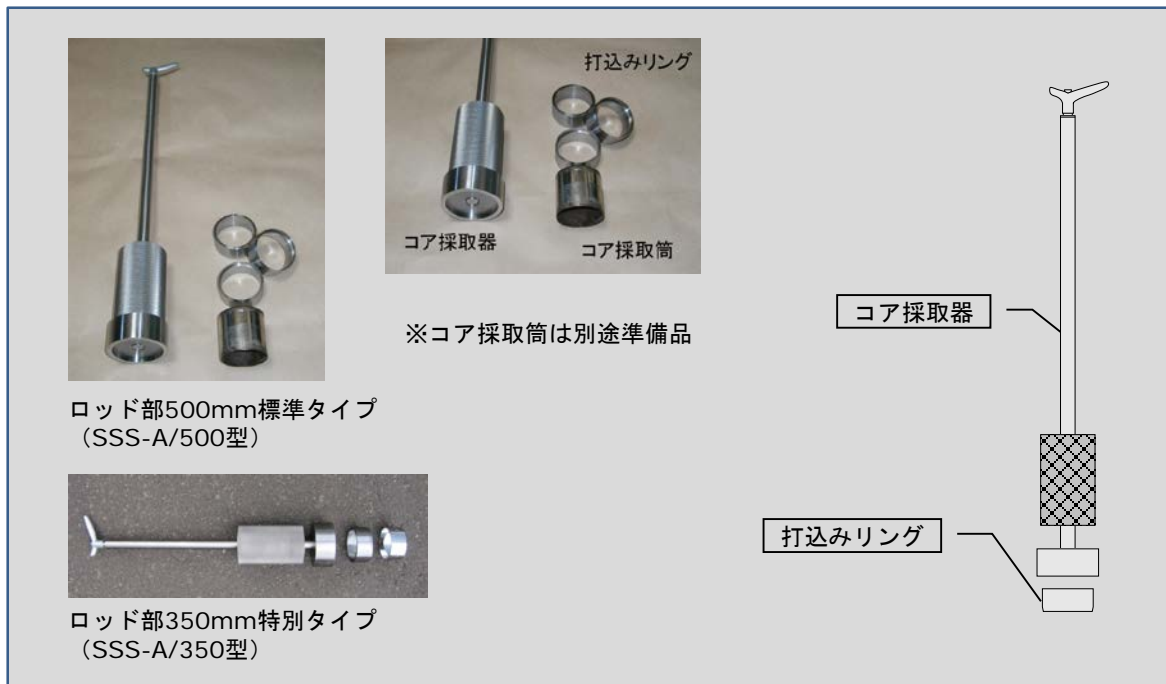 打込みリング
コア採取器
コア採取筒
※コア採取筒は別途準備品
ロッド部500mm標準タイプ
（SSS-A/500型）
ロッド部350mm特別タイプ
（SSS-A/350型）
コア採取器
打込みリング